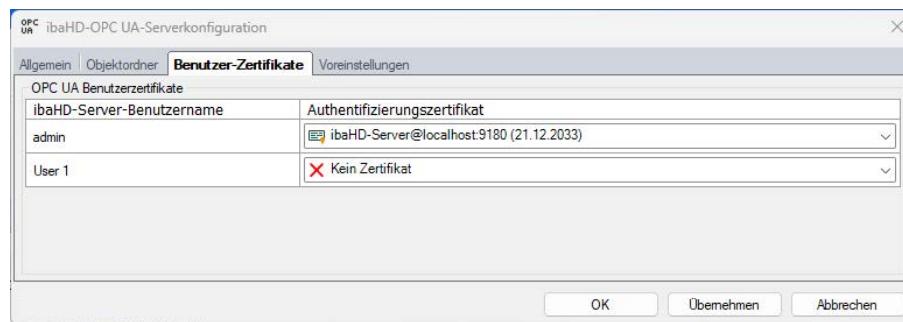 OPC UA ibaHD-OPC UA-Serverkonfiguration
Allgemein Objektordner Benutzer-Zertifikate Voreinstellungen
OPC UA Benutzerzertifikate
ibaHD-Server-Benutzername Authentifizierungszertifikat
admin ibaHD-Server@localhost:9180 (21.12.2033)
User 1 Kein Zertifikat
OK Übernehmen Abbrechen